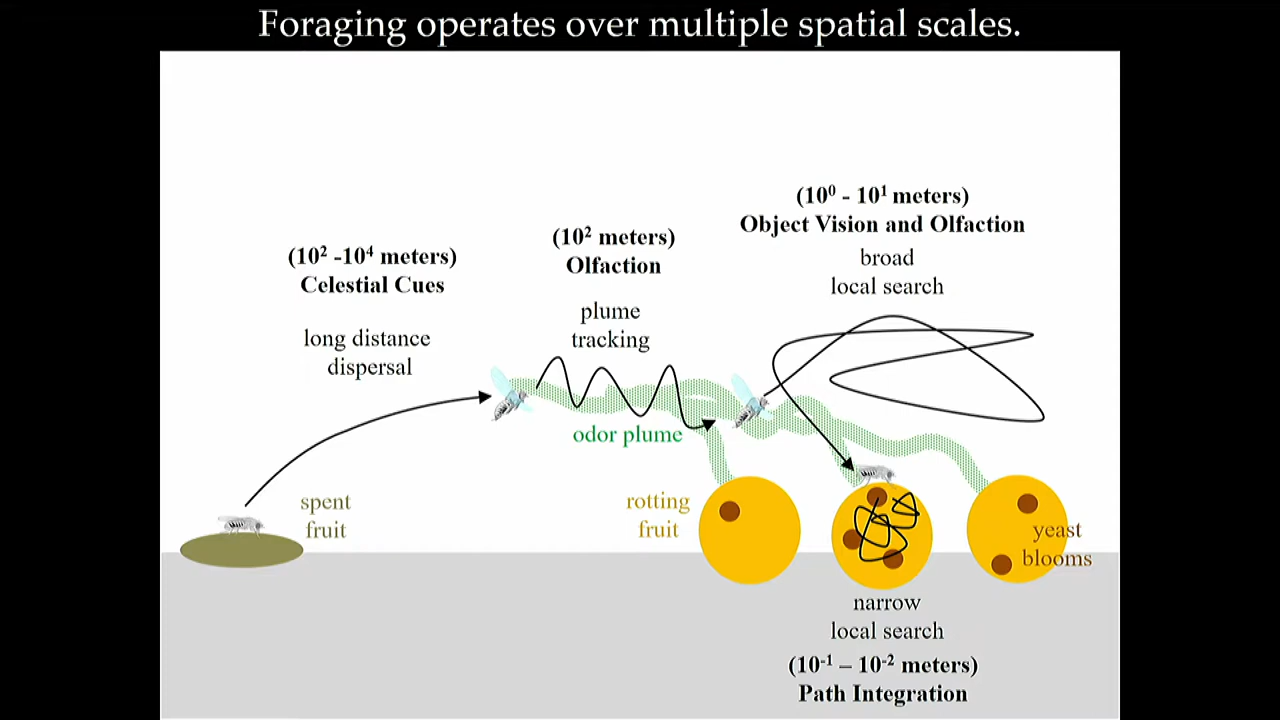 Foraging operates over multiple spatial scales.
(10² -10⁴ meters)
Celestial Cues
long distance
dispersal
(10² meters)
Olfaction
plume
tracking
(10⁰ - 10¹ meters)
Object Vision and Olfaction
broad
local search
odor plume
spent
fruit
rotting
fruit
yeast
blooms
narrow
local search
(10⁻¹ – 10⁻² meters)
Path Integration